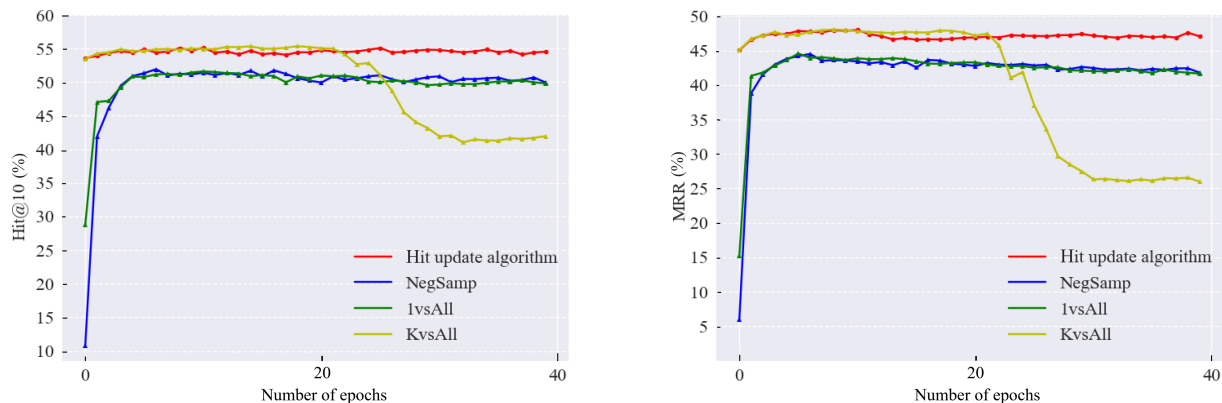 60
55
50
45
40
35
30
25
20
15
10
Hit@10 (%)
Hit update algorithm
NegSamp
1vsAll
KvsAll
0
20
40
Number of epochs
50
45
40
35
30
25
20
15
10
5
MRR (%)
Hit update algorithm
NegSamp
1vsAll
KvsAll
0
20
40
Number of epochs